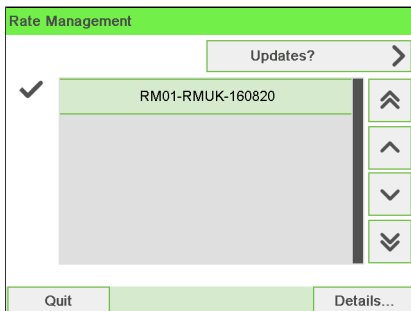 Rate Management
Updates?
RM01-RMUK-160820
Quit
Details...